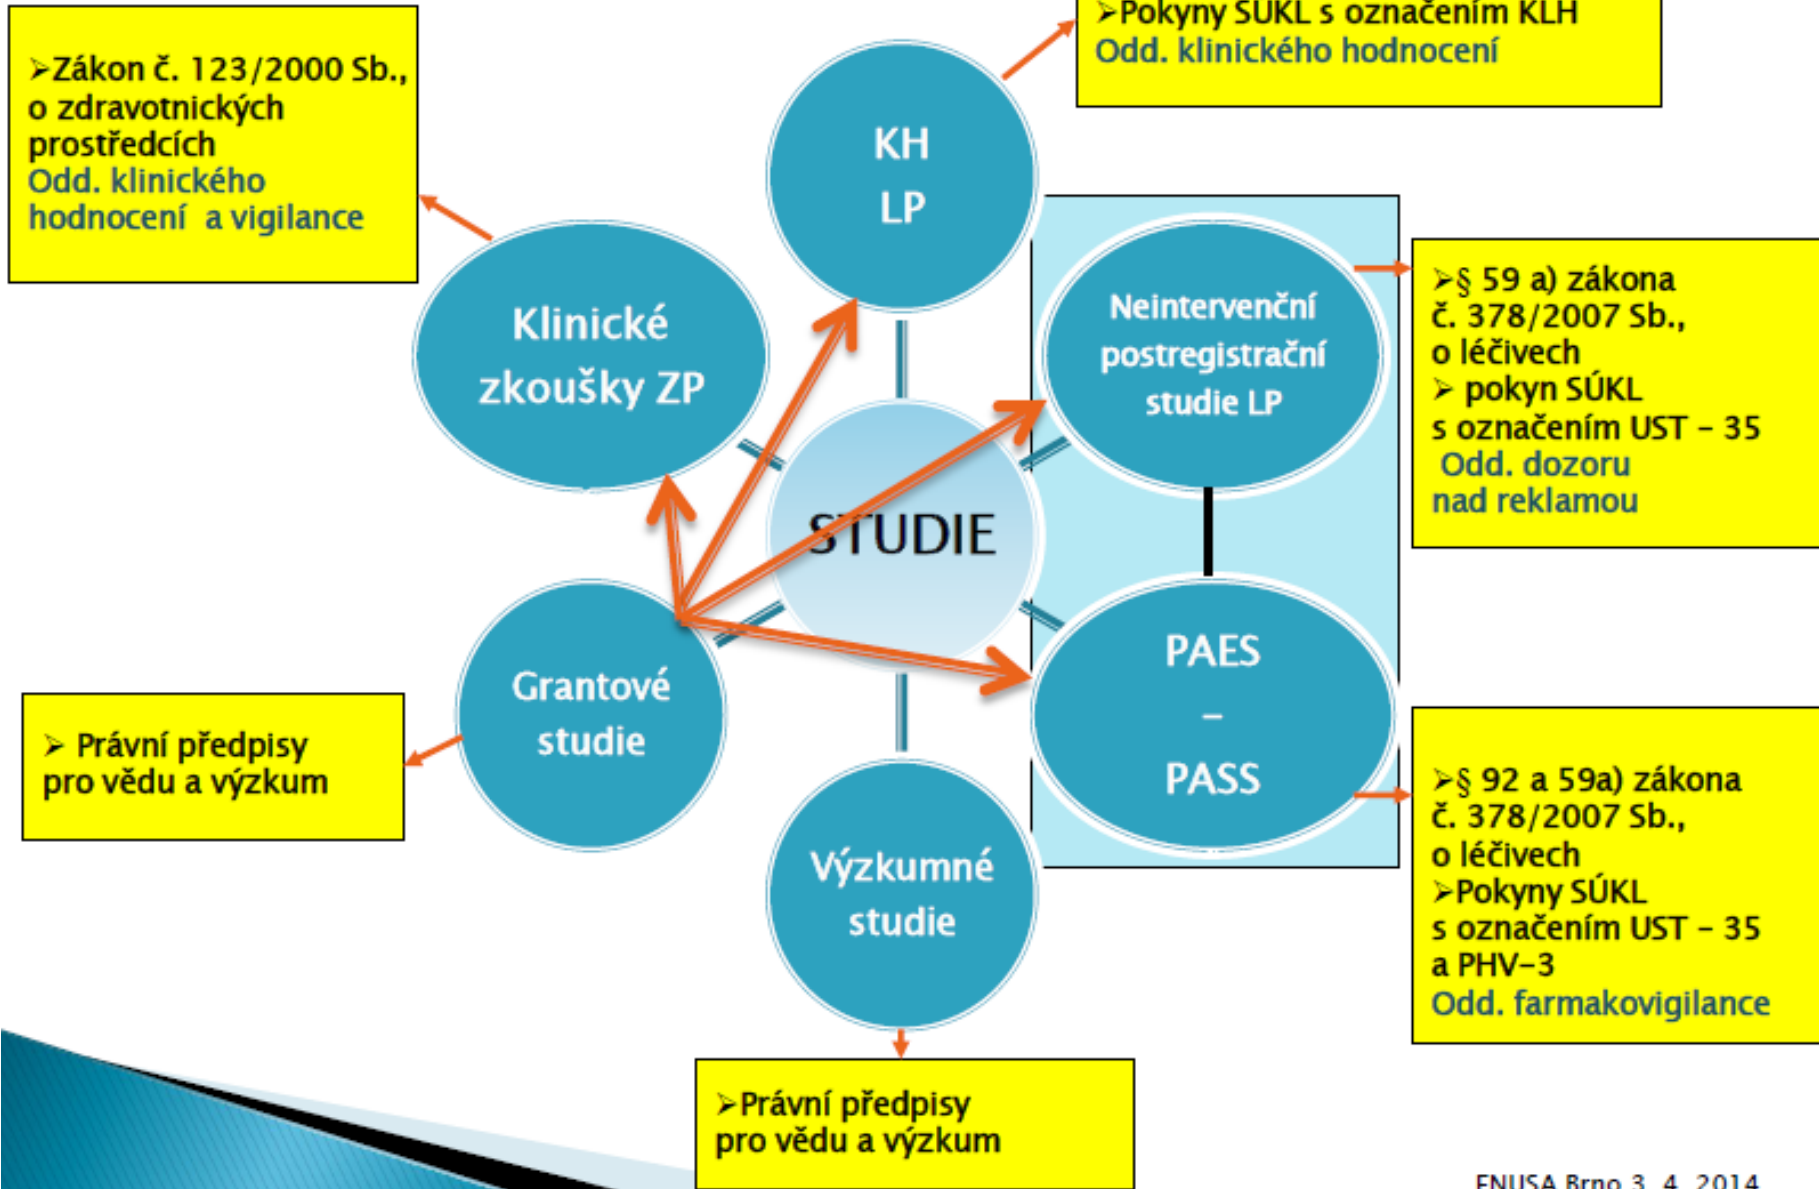 ➢Zákon č. 123/2000 Sb.,
o zdravotnických
prostředcích
Odd. klinického
hodnocení a vigilance
➢Pokyny SÚKL s označením KLH
Odd. klinického hodnocení
KH
LP
Klinické
zkoušky ZP
Neintervenční
postregistrační
studie LP
➢§ 59 a) zákona
č. 378/2007 Sb.,
o léčivech
➢ pokyn SÚKL
s označením UST – 35
Odd. dozoru
nad reklamou
STUDIE
Grantové
studie
PAES
–
PASS
➢ Právní předpisy
pro vědu a výzkum
➢§ 92 a 59a) zákona
č. 378/2007 Sb.,
o léčivech
➢Pokyny SÚKL
s označením UST – 35
a PHV–3
Odd. farmakovigilance
Výzkumné
studie
➢Právní předpisy
pro vědu a výzkum
FNUSA Brno 3. 4. 2014